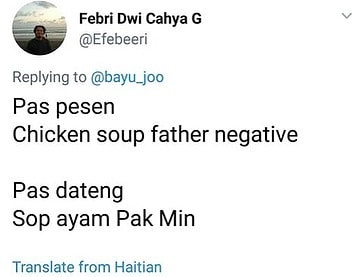 Febri Dwi Cahya G
@Efebeeri
Replying to @bayu_joo
Pas pesen
Chicken soup father negative
Pas dateng
Sop ayam Pak Min
Translate from Haitian